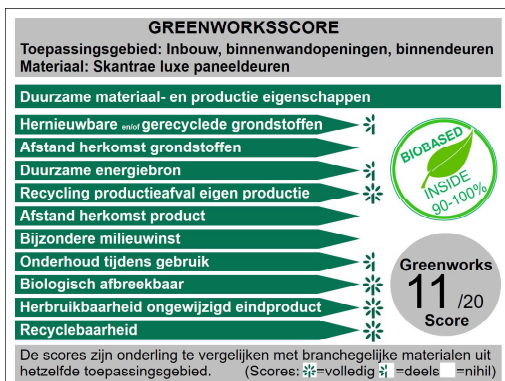 GREENWORKSSCORE
Toepassingsgebied: Inbouw, binnenwandopeningen, binnendeuren
Materiaal: Skantrae luxe paneeldeuren
Duurzame materiaal- en productie eigenschappen
Hernieuwbare en/of gerecyclede grondstoffen
Afstand herkomst grondstoffen
Duurzame energiebron
Recycling productieafval eigen productie
Afstand herkomst product
Bijzondere milieuwinst
Onderhoud tijdens gebruik
Biologisch afbreekbaar
Herbruikbaarheid ongewijzigd eindproduct
Recyclebaarheid
BIOBASED
INSIDE
90-100%
Greenworks
11 /20
Score
De scores zijn onderling te vergelijken met branchegelijke materialen uit
hetzelfde toepassingsgebied. (Scores: =volledig =deels =nihil)